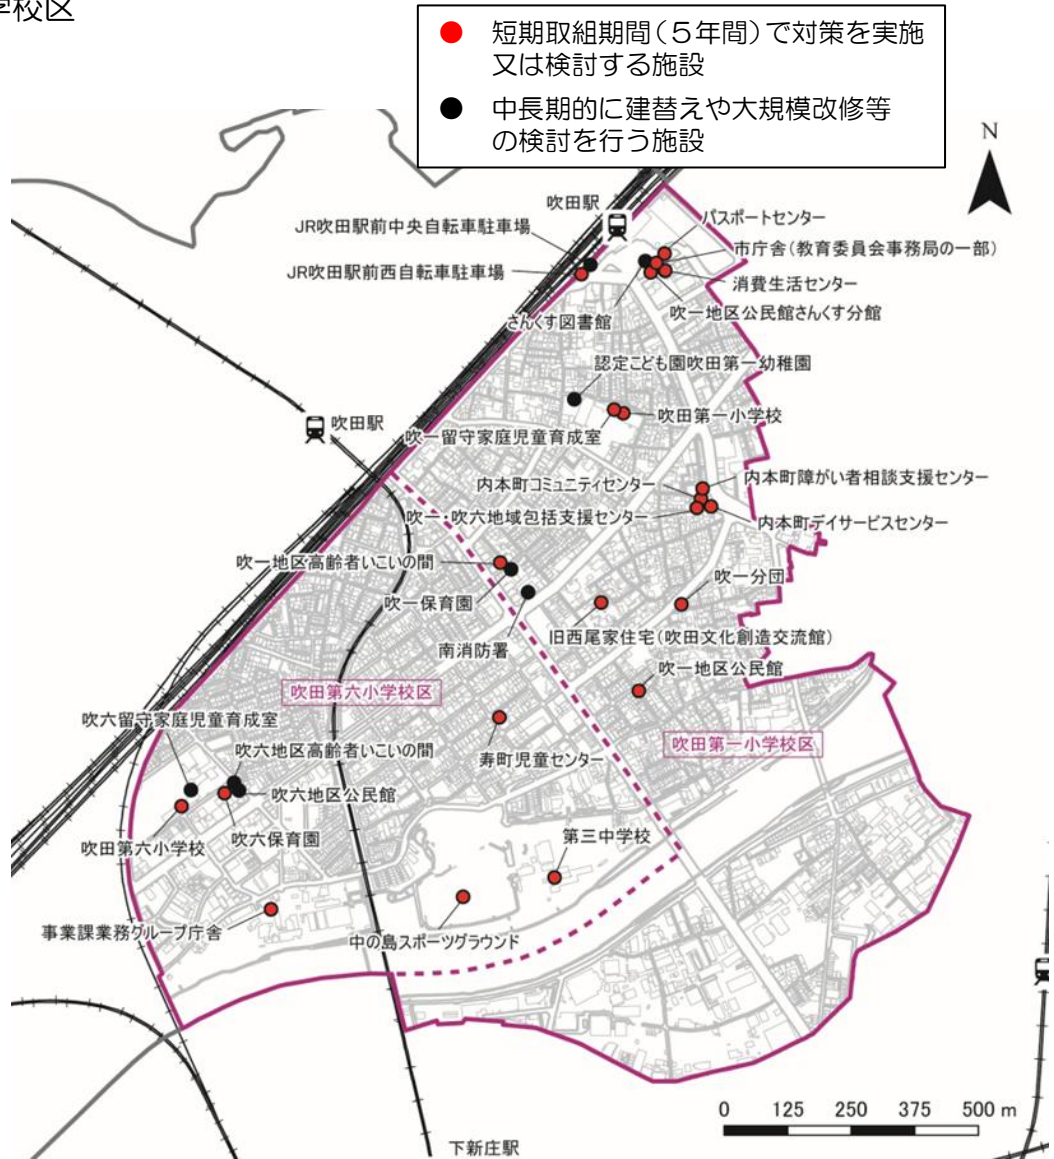 学校区
短期取組期間（５年間）で対策を実施
又は検討する施設
中長期的に建替えや大規模改修等
の検討を行う施設
N
吹田駅
パスポートセンター
JR吹田駅前中央自転車駐車場
市庁舎（教育委員会事務局の一部）
JR吹田駅前西自転車駐車場
消費生活センター
吹一地区公民館さんくす分館
さんくす図書館
認定こども園吹田第一幼稚園
吹田第一小学校
吹田駅
吹一留守家庭児童育成室
内本町障がい者相談支援センター
内本町コミュニティセンター
吹一・吹六地域包括支援センター
内本町デイサービスセンター
吹一地区高齢者いこいの間
吹一分団
吹一保育園
旧西尾家住宅（吹田文化創造交流館）
南消防署
吹一地区公民館
吹田第六小学校区
吹六留守家庭児童育成室
吹田第一小学校区
吹六地区高齢者いこいの間
寿町児童センター
吹六地区公民館
吹六保育園
吹田第六小学校
第三中学校
事業課業務グループ庁舎
中の島スポーツグラウンド
0 125 250 375 500 m
下新庄駅